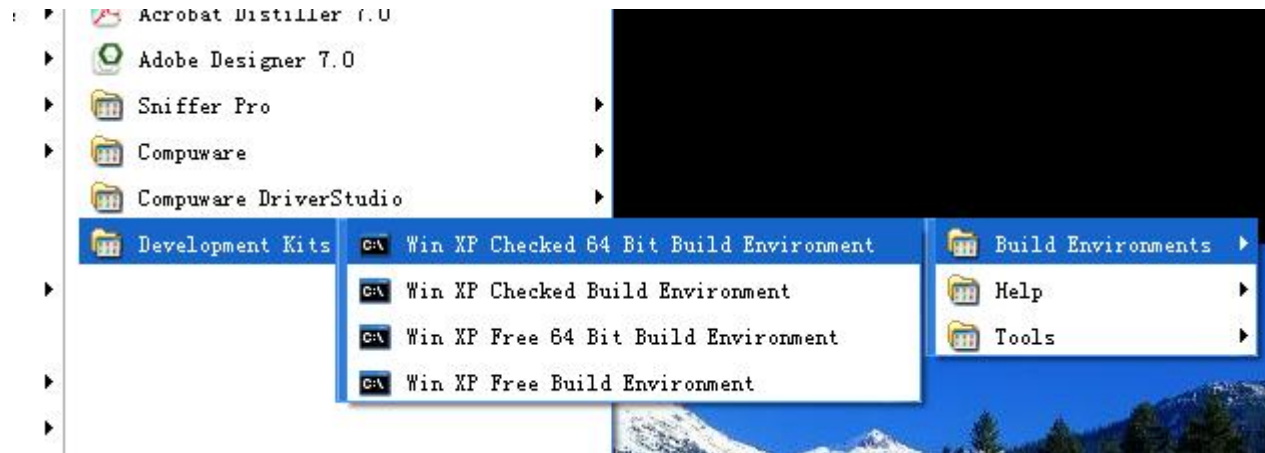 Acrobat Distiller 7.0
Adobe Designer 7.0
Sniffer Pro
Compuware
Compuware DriverStudio
Development Kits
Win XP Checked 64 Bit Build Environment
Win XP Checked Build Environment
Win XP Free 64 Bit Build Environment
Win XP Free Build Environment
Build Environments
Help
Tools